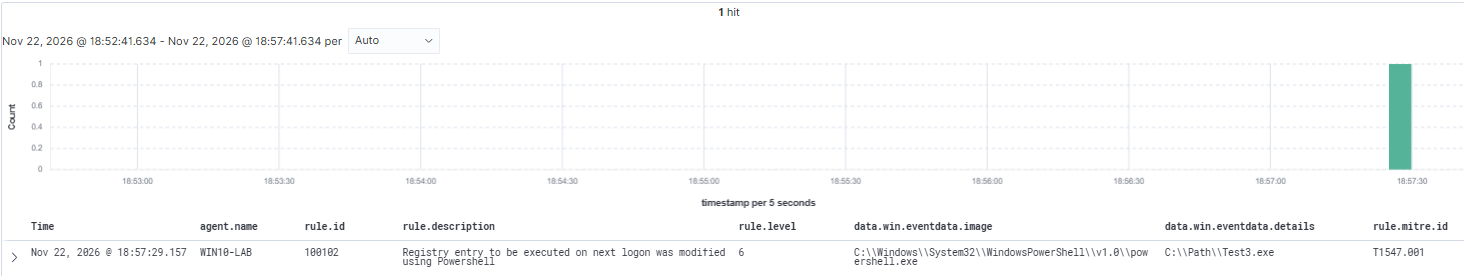 1 hit
Nov 22, 2026 @ 18:52:41.634 - Nov 22, 2026 @ 18:57:41.634 per Auto
1
0.8
0.6
0.4
0.2
0
Count
18:53:00 18:53:30 18:54:00 18:54:30 18:55:00 18:55:30 18:56:00 18:56:30 18:57:00 18:57:30
timestamp per 5 seconds
Time agent.name rule.id rule.description rule.level data.win.eventdata.image data.win.eventdata.details rule.mitre.id
Nov 22, 2026 @ 18:57:29.157 WIN10-LAB 100102 Registry entry to be executed on next logon was modified 6 C:\\Windows\\System32\\WindowsPowerShell\\v1.0\\pow C:\\Path\\Test3.exe T1547.001
using Powershell ershell.exe